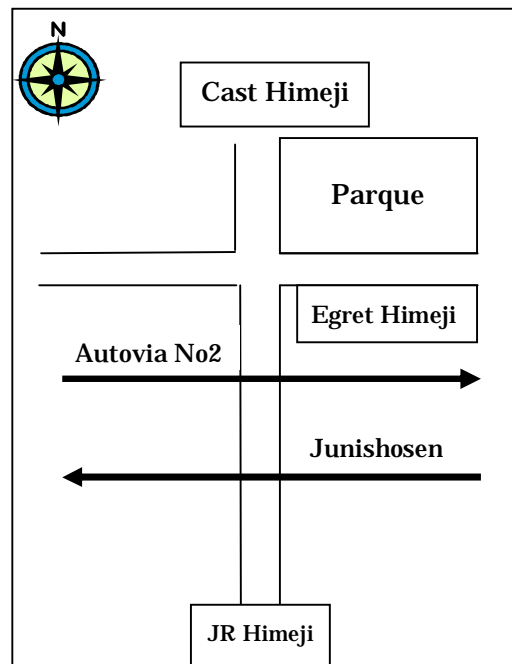 N
Cast Himeji
Parque
Egret Himeji
Autovia No2
Junishosen
JR Himeji